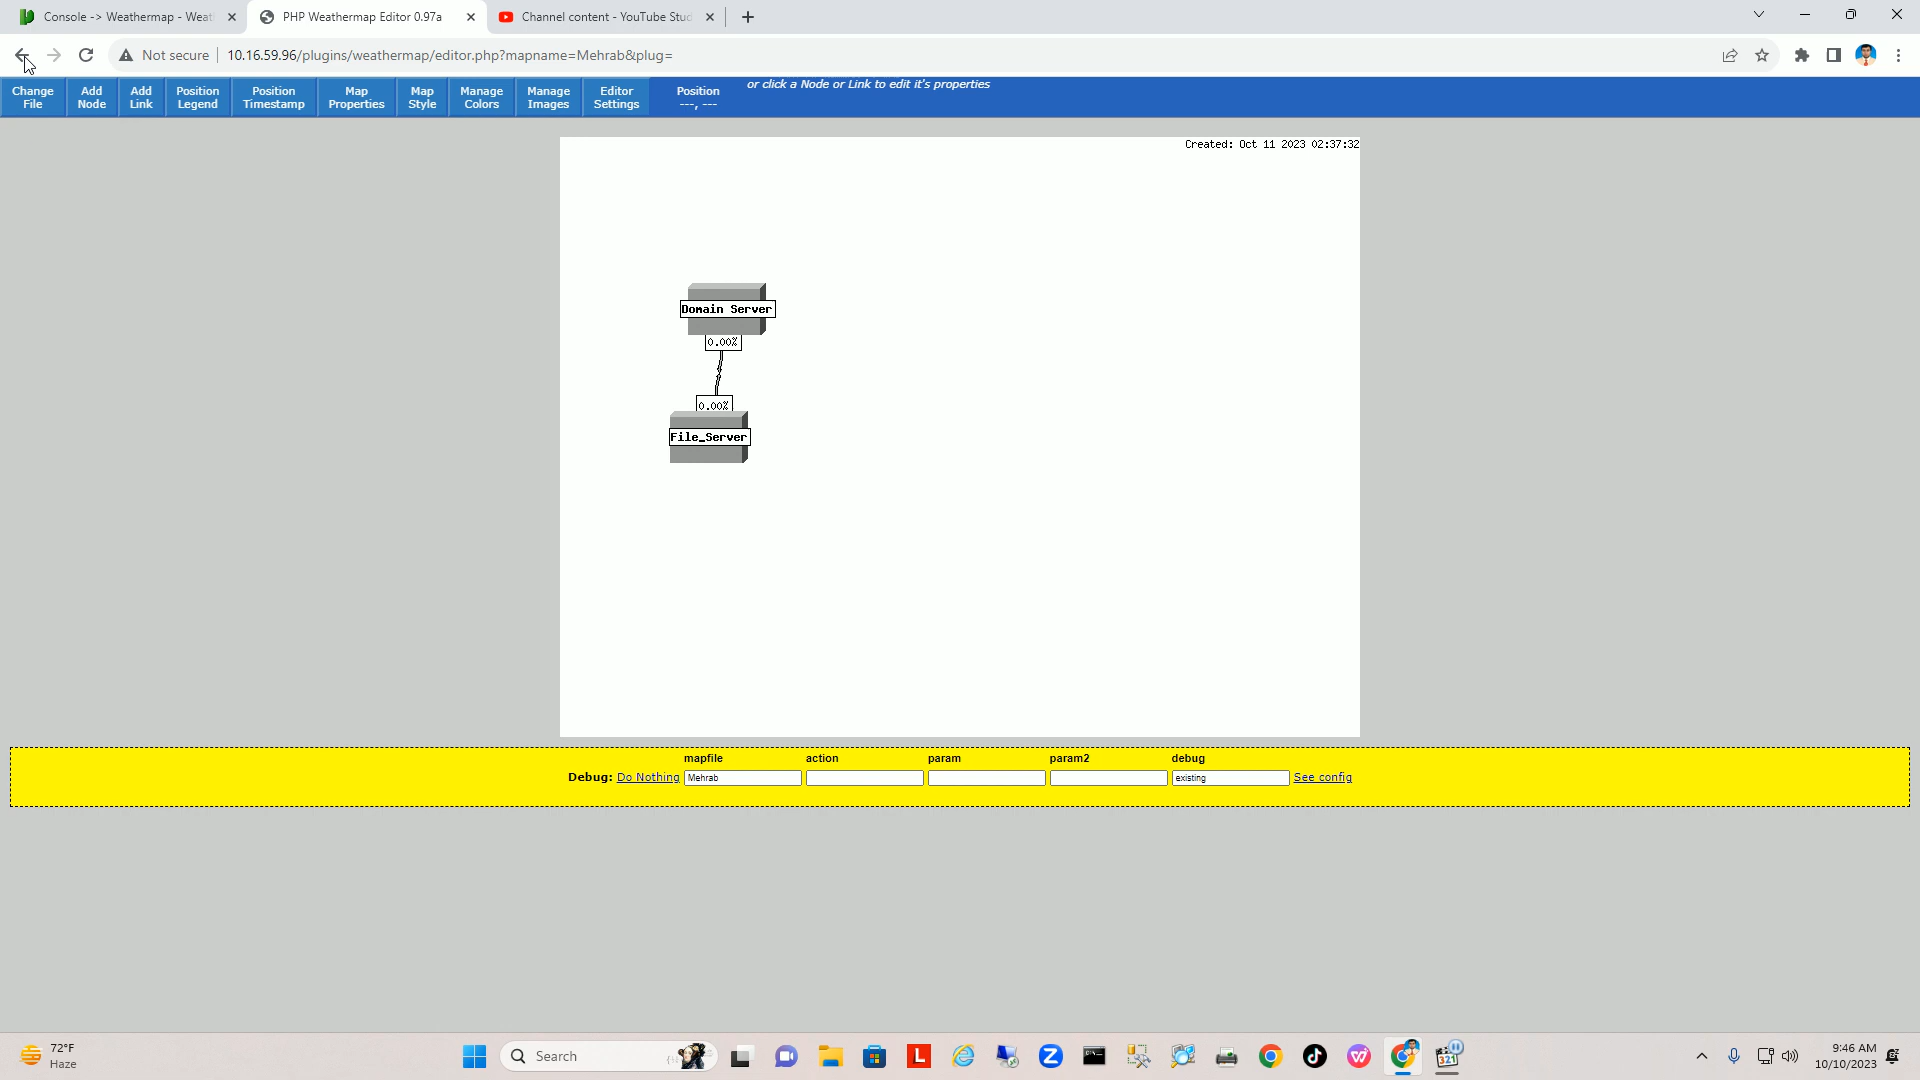 Console -> Weathermap - Weat
PHP Weathermap Editor 0.97a
Channel content - YouTube Stud
Not secure
10.16.59.96/plugins/weathermap/editor.php?mapname=Mehrab&plug=
Change File
Add Node
Add Link
Position Legend
Position Timestamp
Map Properties
Map Style
Manage Colors
Manage Images
Editor Settings
Position ---, ---
or click a Node or Link to edit it's properties
Created: Oct 11 2023 02:37:32
Domain Server
0.00%
0.00%
File_Server
mapfile action param param2 debug
Debug: Do Nothing Mehrab existing See config
72°F
Haze
Search
9:46 AM
10/10/2023